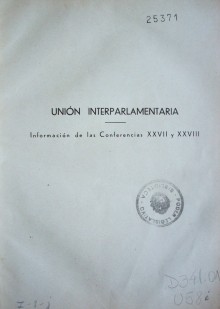 25371
UNIÓN INTERPARLAMENTARIA
Información de las Conferencias XXVII y XXVIII